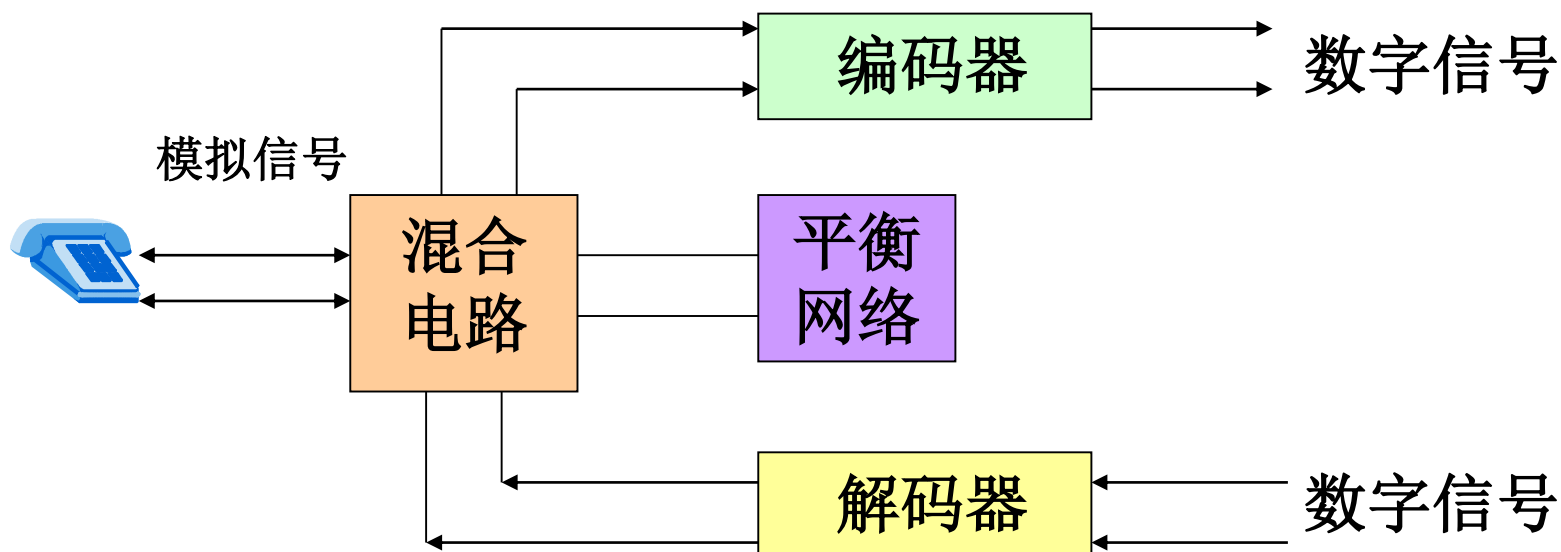 编码器
数字信号
模拟信号
混合
电路
平衡
网络
解码器
数字信号